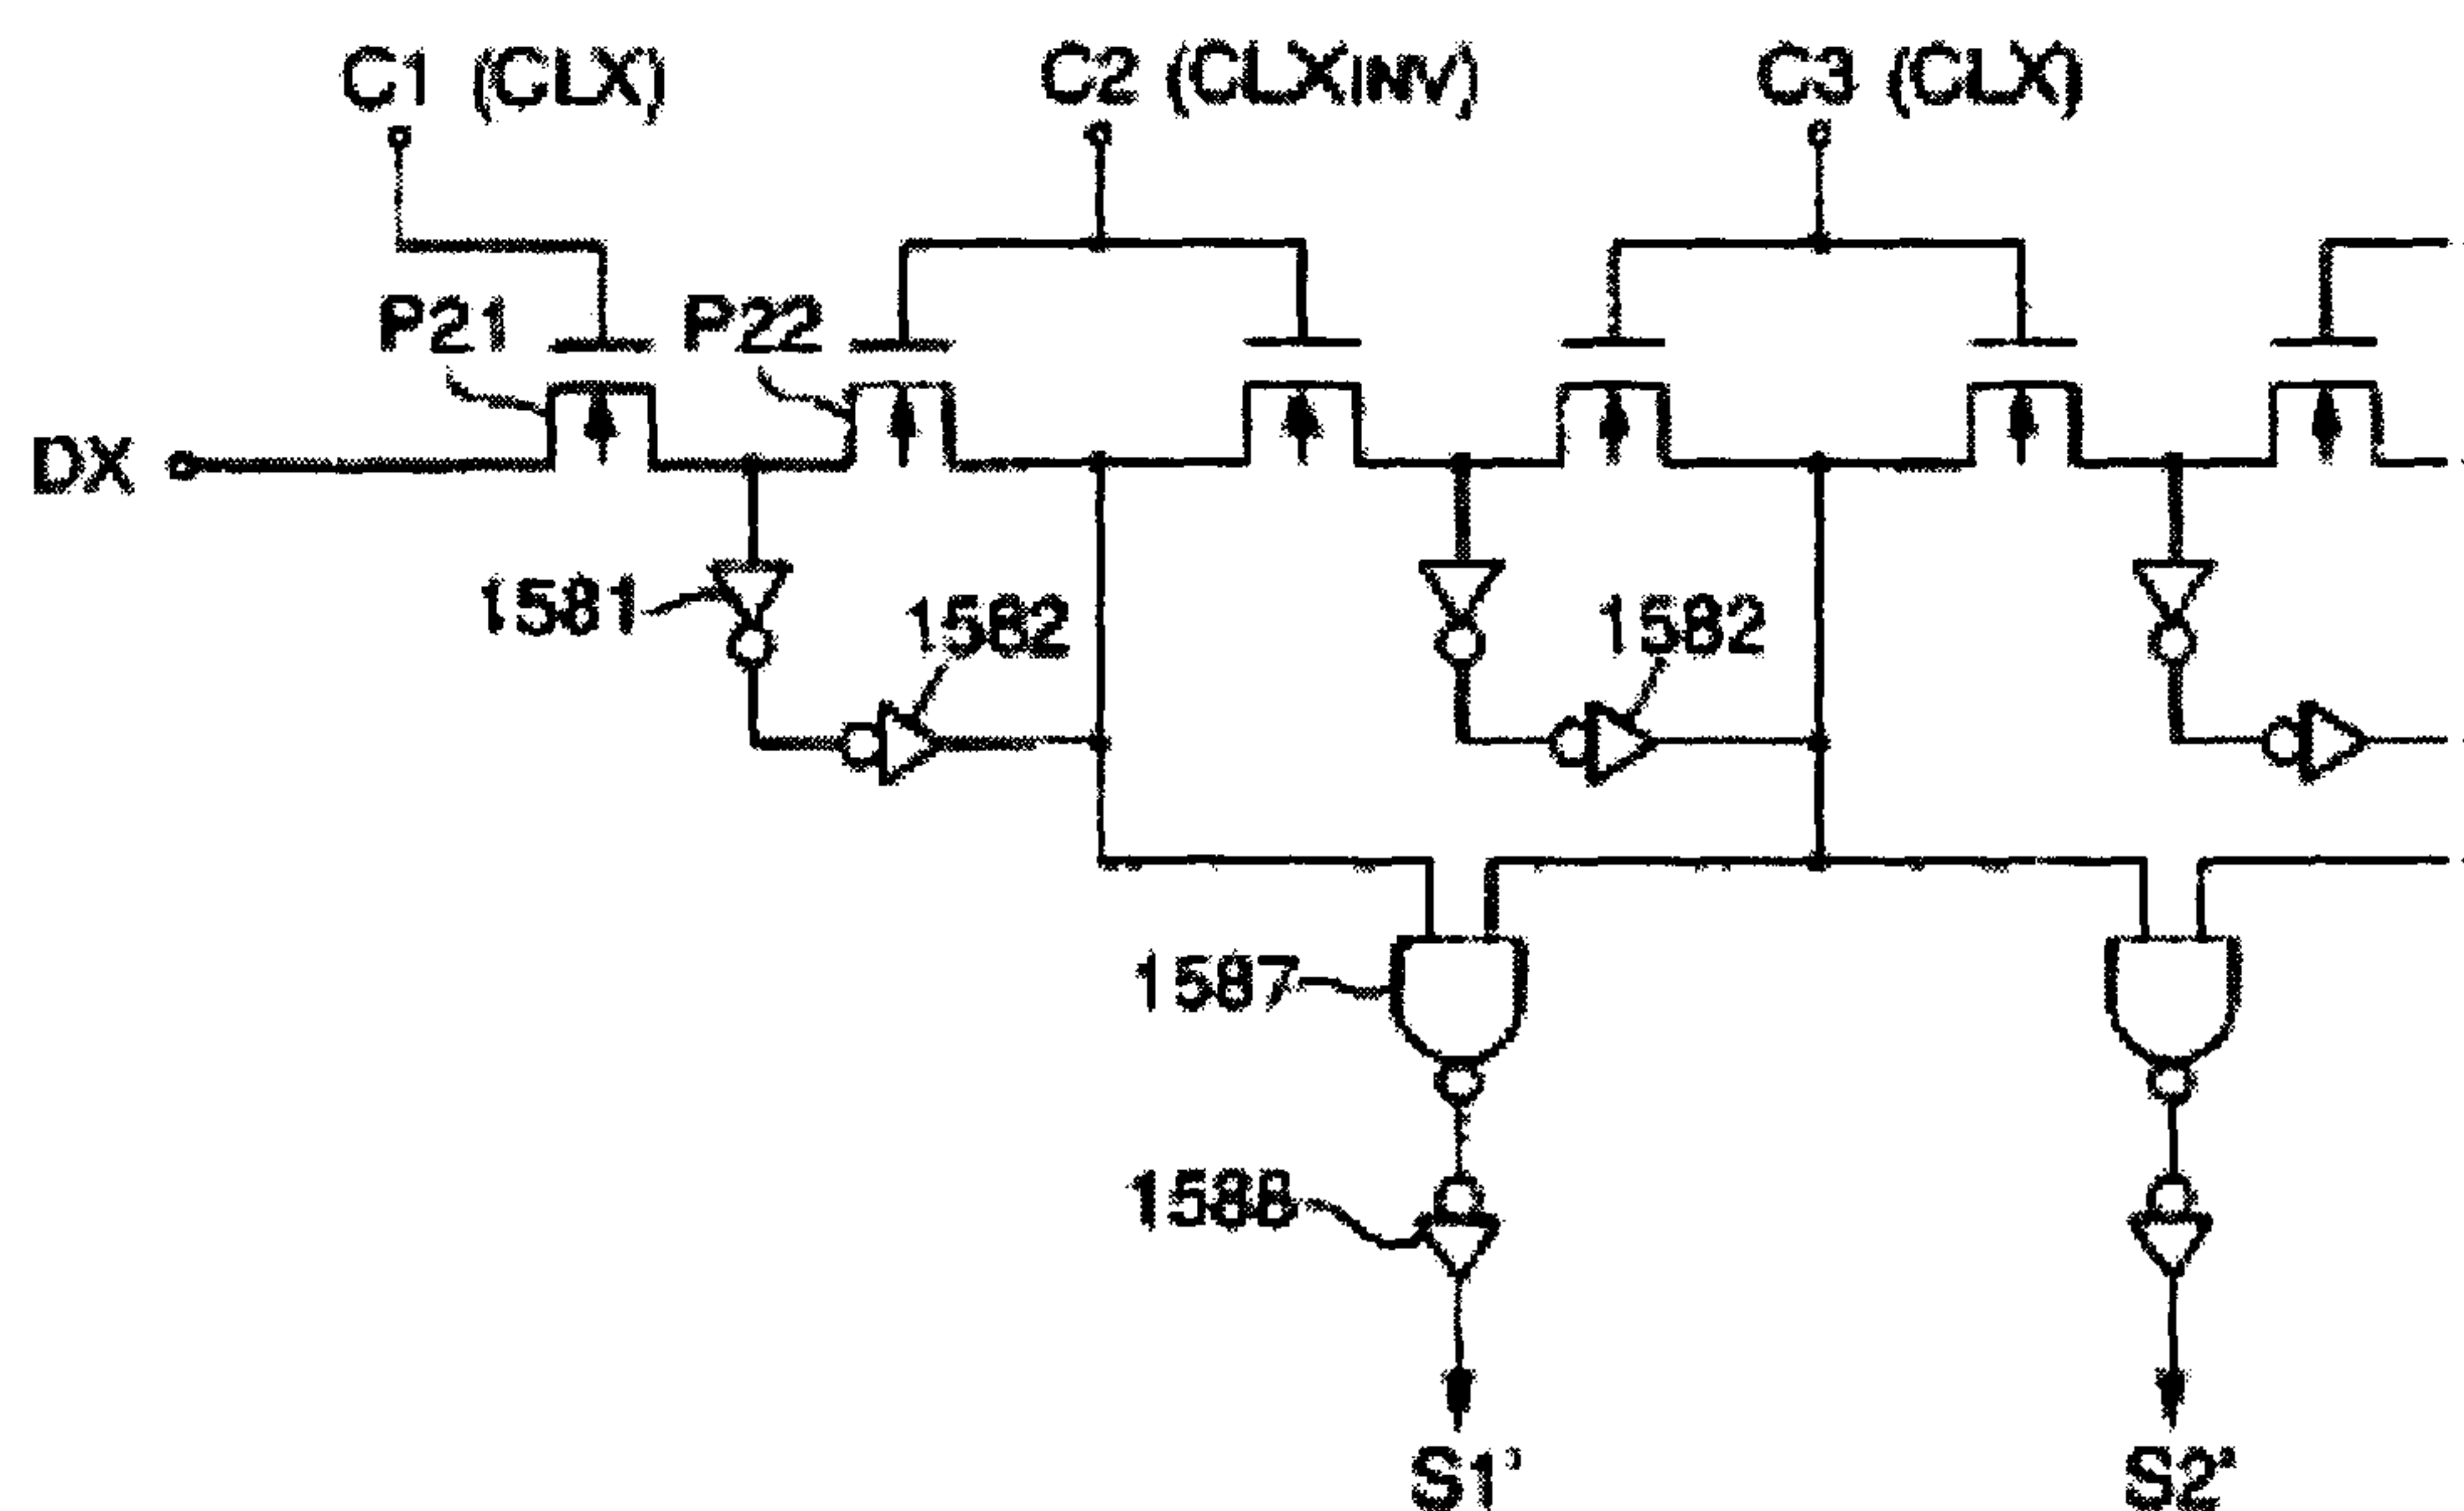 C1 (CLX)
C2 (CLXINV)
C3 (CLX)
P21
P22
DX
1581
1582
1582
1587
1588
S1'
S2'